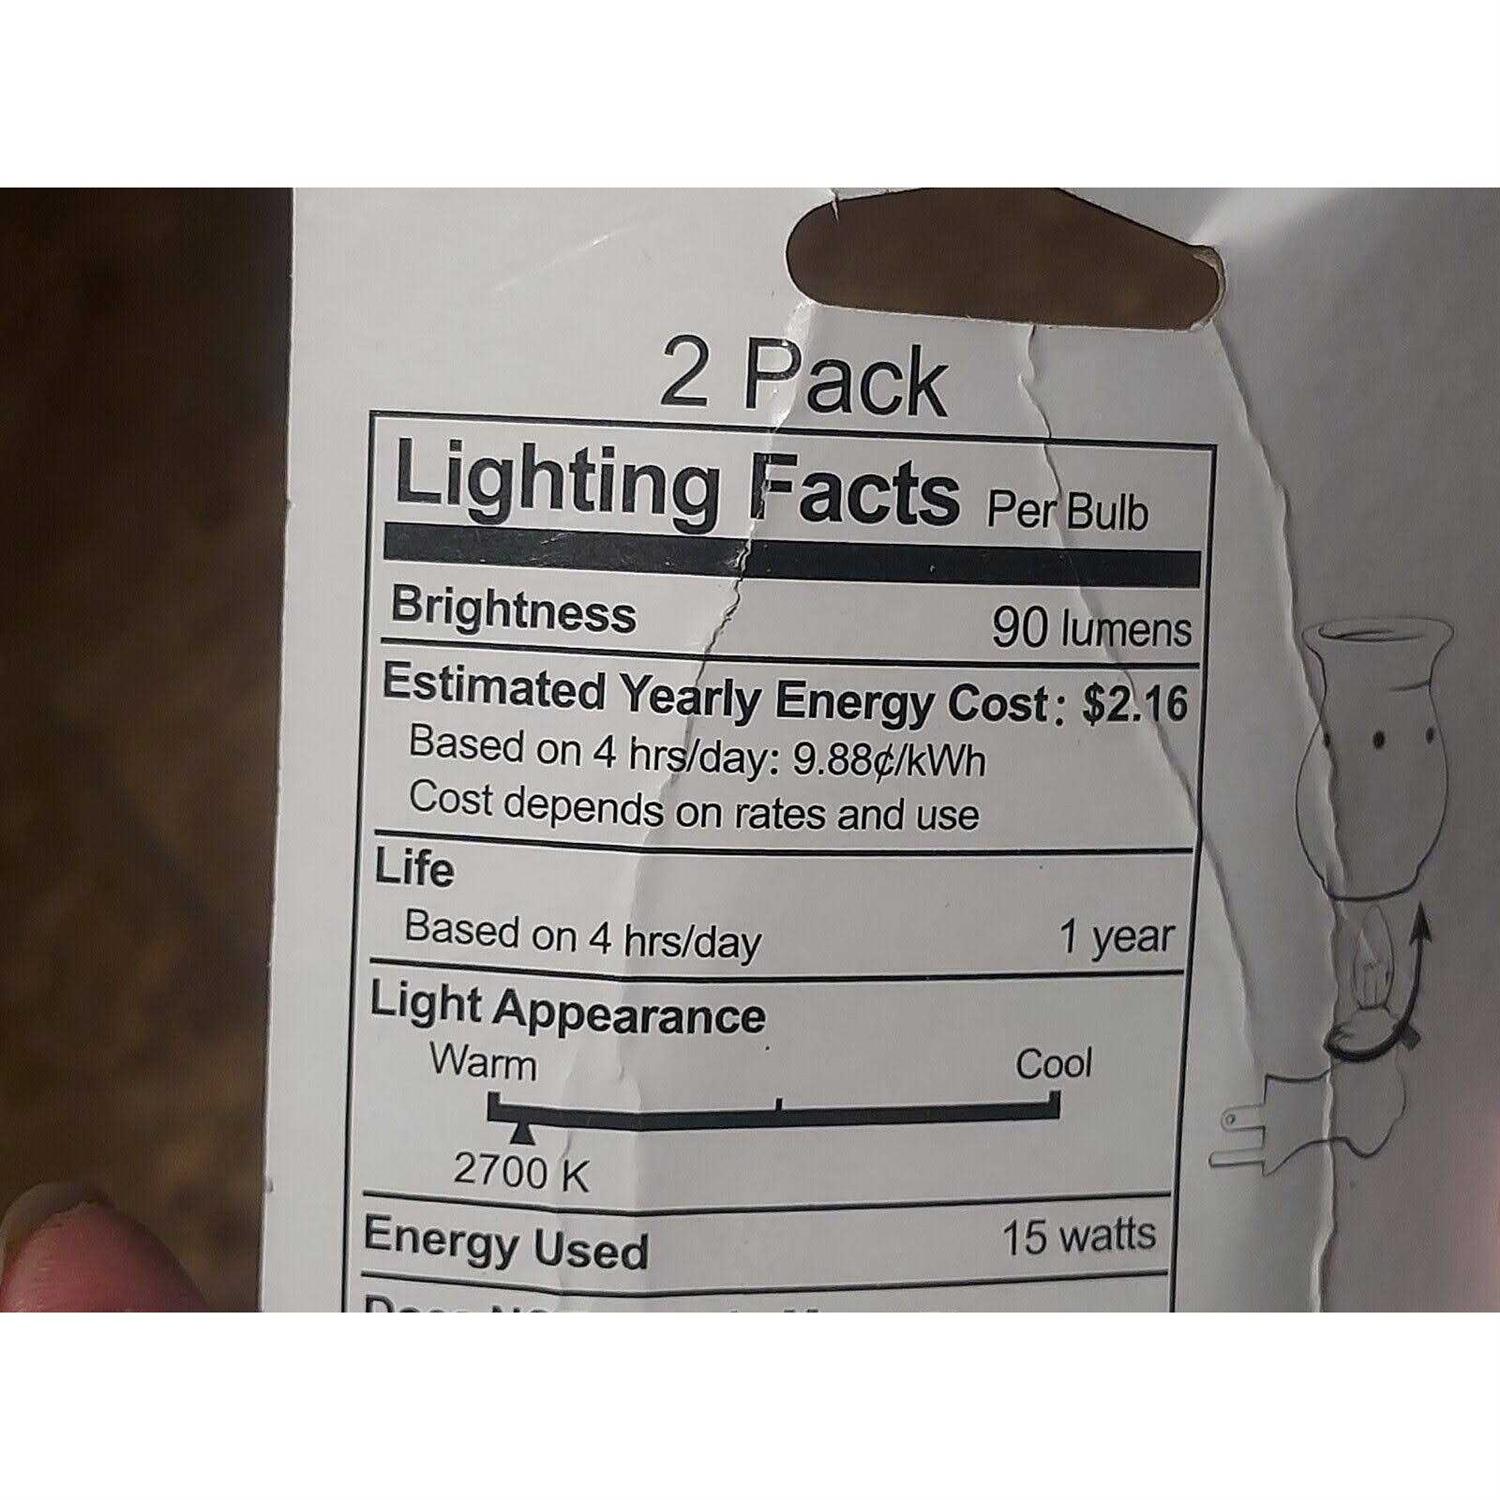 2 Pack
Lighting Facts Per Bulb
Brightness 90 lumens
Estimated Yearly Energy Cost: $2.16
Based on 4 hrs/day: 9.88¢/kWh
Cost depends on rates and use
Life
Based on 4 hrs/day 1 year
Light Appearance
Warm Cool
2700 K
Energy Used 15 watts